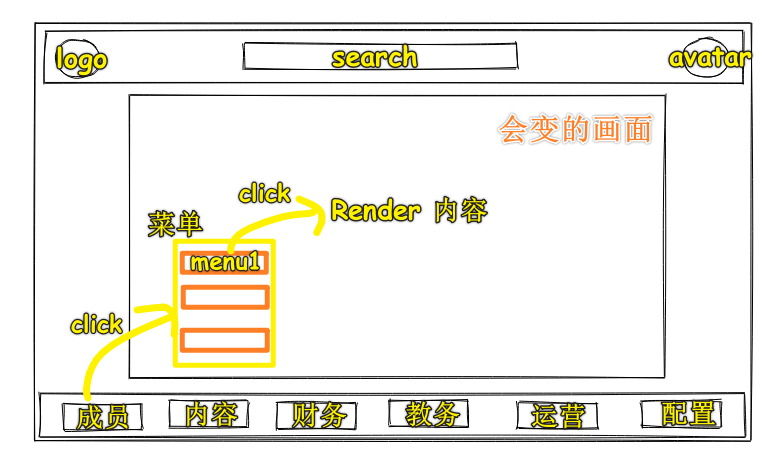 logo
search
avatar
会变的画面
click
Render 内容
菜单
menu1
click
成员
内容
财务
教务
运营
配置